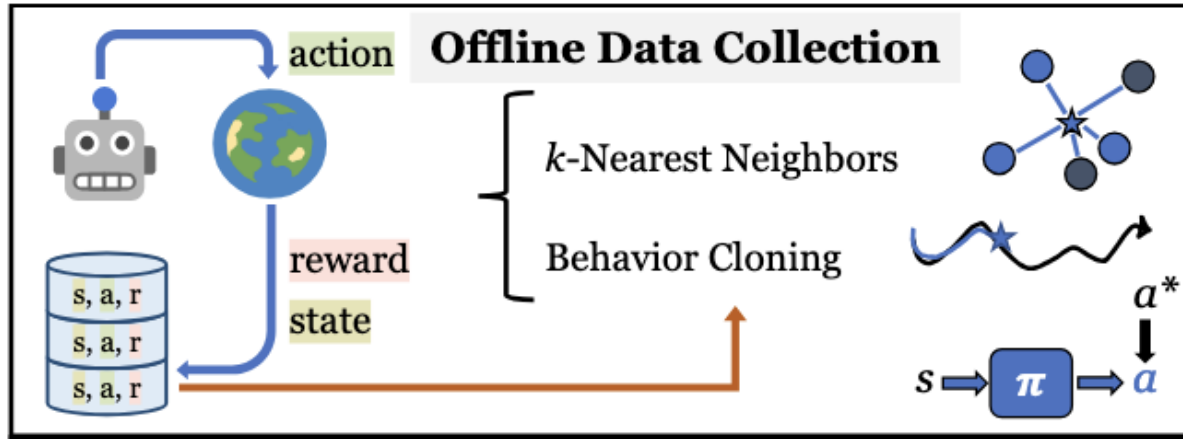 Offline Data Collection
action
k-Nearest Neighbors
reward
Behavior Cloning
state
s, a, r
s, a, r
s, a, r
a*
s π a